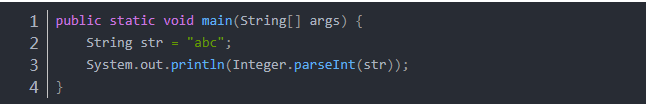 1 public static void main(String[] args) {
2     String str = "abc";
3     System.out.println(Integer.parseInt(str));
4 }